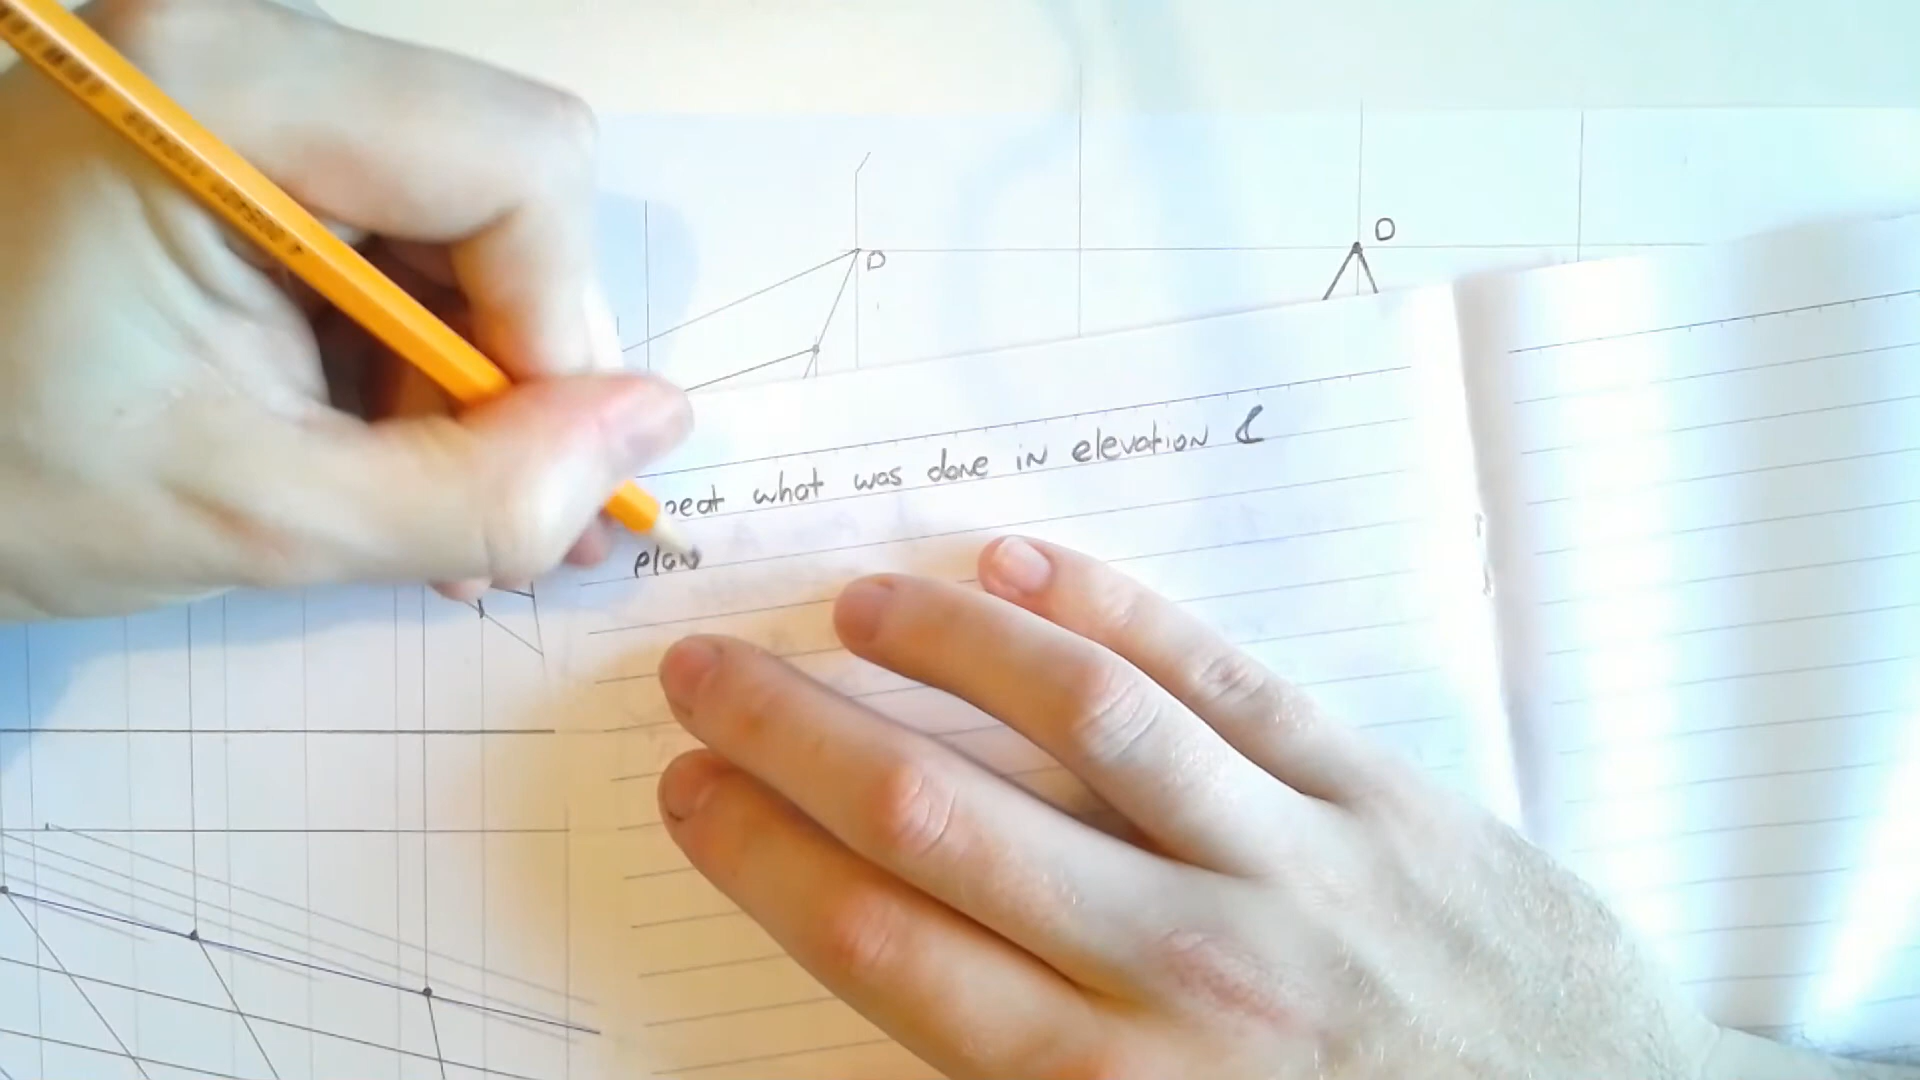 D
O
peat what was done in elevation &
plan